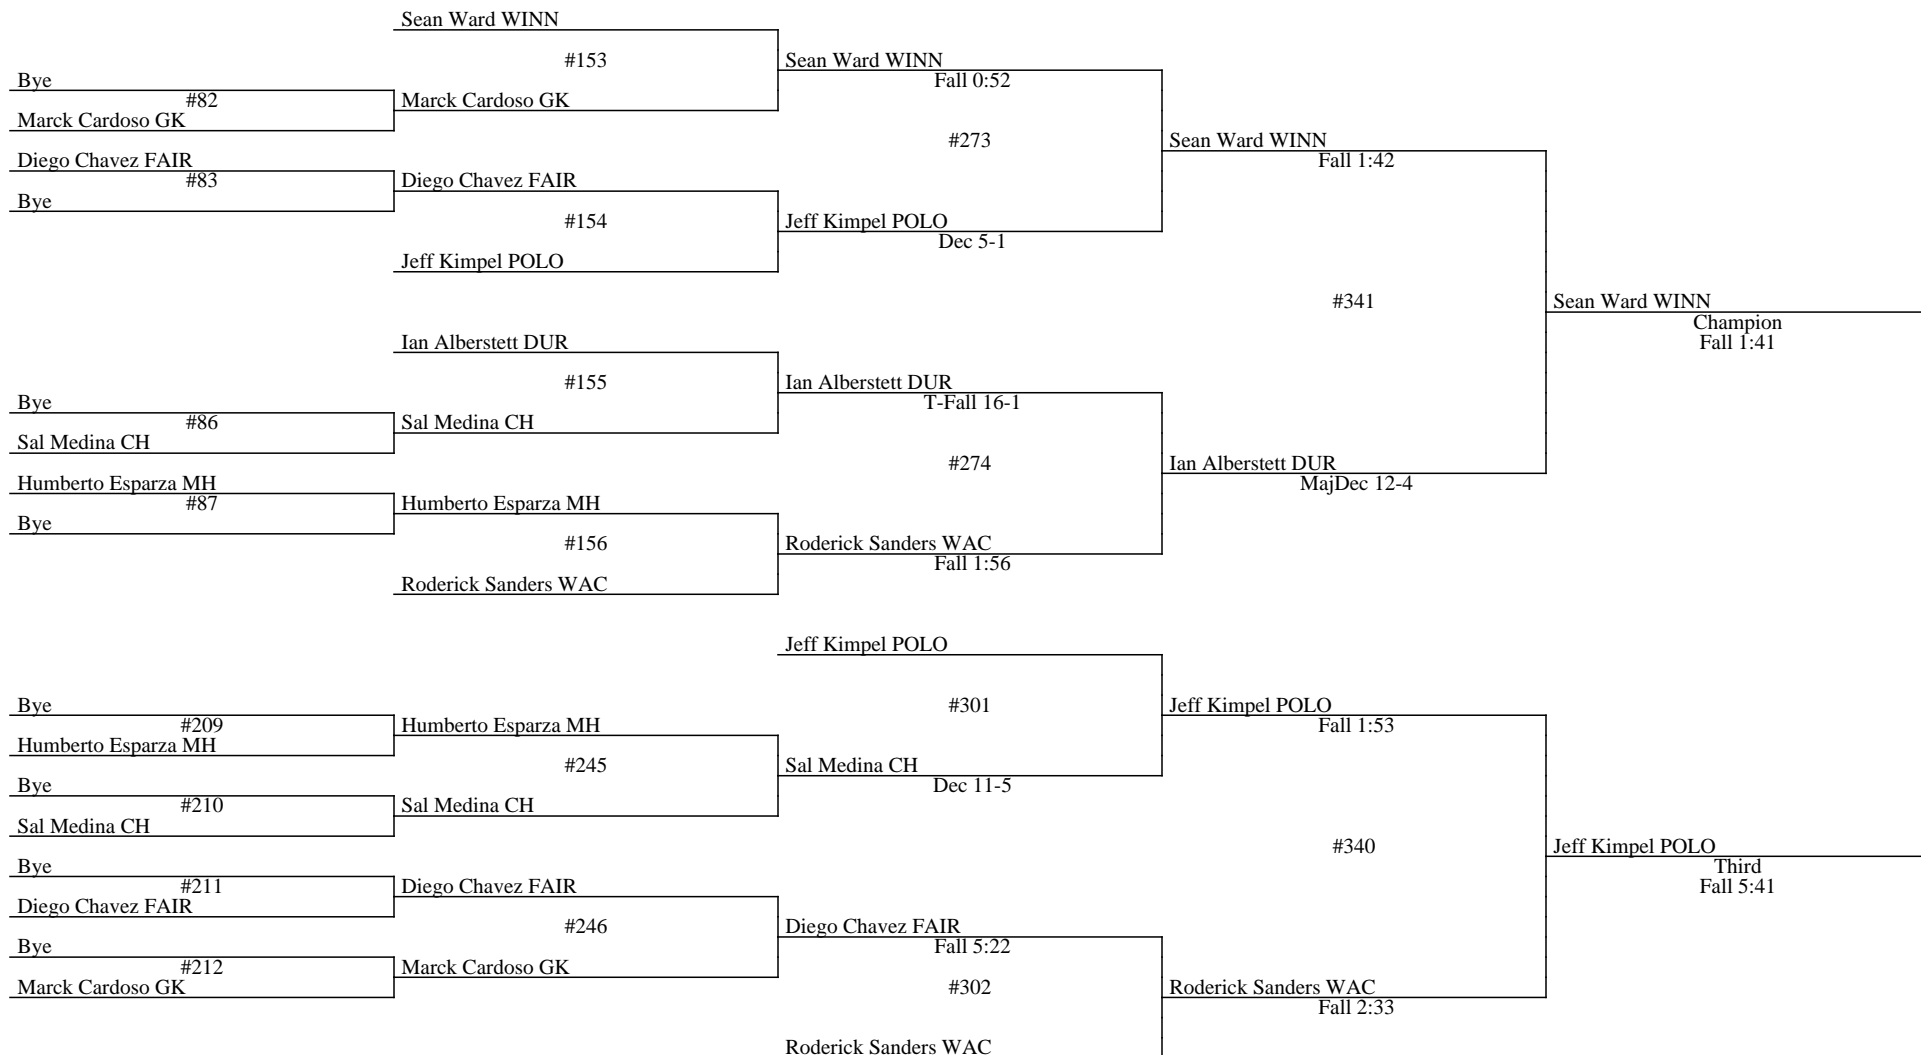 Sean Ward WINN
#153
Sean Ward WINN
Bye
Fall 0:52
#82
Marck Cardoso GK
Marck Cardoso GK
#273
Sean Ward WINN
Diego Chavez FAIR
Fall 1:42
#83
Diego Chavez FAIR
Bye
#154
Jeff Kimpel POLO
Dec 5-1
Jeff Kimpel POLO
#341
Sean Ward WINN
Champion
Fall 1:41
Ian Alberstett DUR
#155
Ian Alberstett DUR
Bye
T-Fall 16-1
#86
Sal Medina CH
Sal Medina CH
#274
Ian Alberstett DUR
Humberto Esparza MH
MajDec 12-4
#87
Humberto Esparza MH
Bye
#156
Roderick Sanders WAC
Fall 1:56
Roderick Sanders WAC
Jeff Kimpel POLO
Bye
#301
Jeff Kimpel POLO
#209
Humberto Esparza MH
Fall 1:53
Humberto Esparza MH
#245
Sal Medina CH
Bye
Dec 11-5
#210
Sal Medina CH
Sal Medina CH
#340
Jeff Kimpel POLO
Third
Fall 5:41
Bye
#211
Diego Chavez FAIR
Diego Chavez FAIR
#246
Diego Chavez FAIR
Bye
Fall 5:22
#212
Marck Cardoso GK
Marck Cardoso GK
#302
Roderick Sanders WAC
Fall 2:33
Roderick Sanders WAC